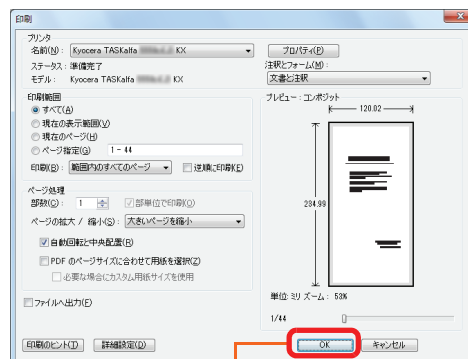 印刷
プリンタ
名前(N): Kyocera TASKalfa KX
プロパティ(P)
ステータス: 準備完了
注釈とフォーム(M):
モデル: Kyocera TASKalfa KX
文書と注釈
印刷範囲
すべて(A)
現在の表示範囲(V)
現在のページ(H)
ページ指定(G) 1 - 44
印刷(B): 範囲内のすべてのページ 逆順に印刷(E)
ページ処理
部数(C): 1 部単位で印刷(O)
ページの拡大 / 縮小(S): 大きいページを縮小
自動回転と中央配置(R)
PDF のページサイズに合わせて用紙を選択(Z)
必要な場合にカスタム用紙サイズを使用
ファイルへ出力(F)
プレビュー: コンポジット
120.02
234.99
単位: ミリ ズーム: 53%
1/44
印刷のヒント(T) 詳細設定(D) OK キャンセル